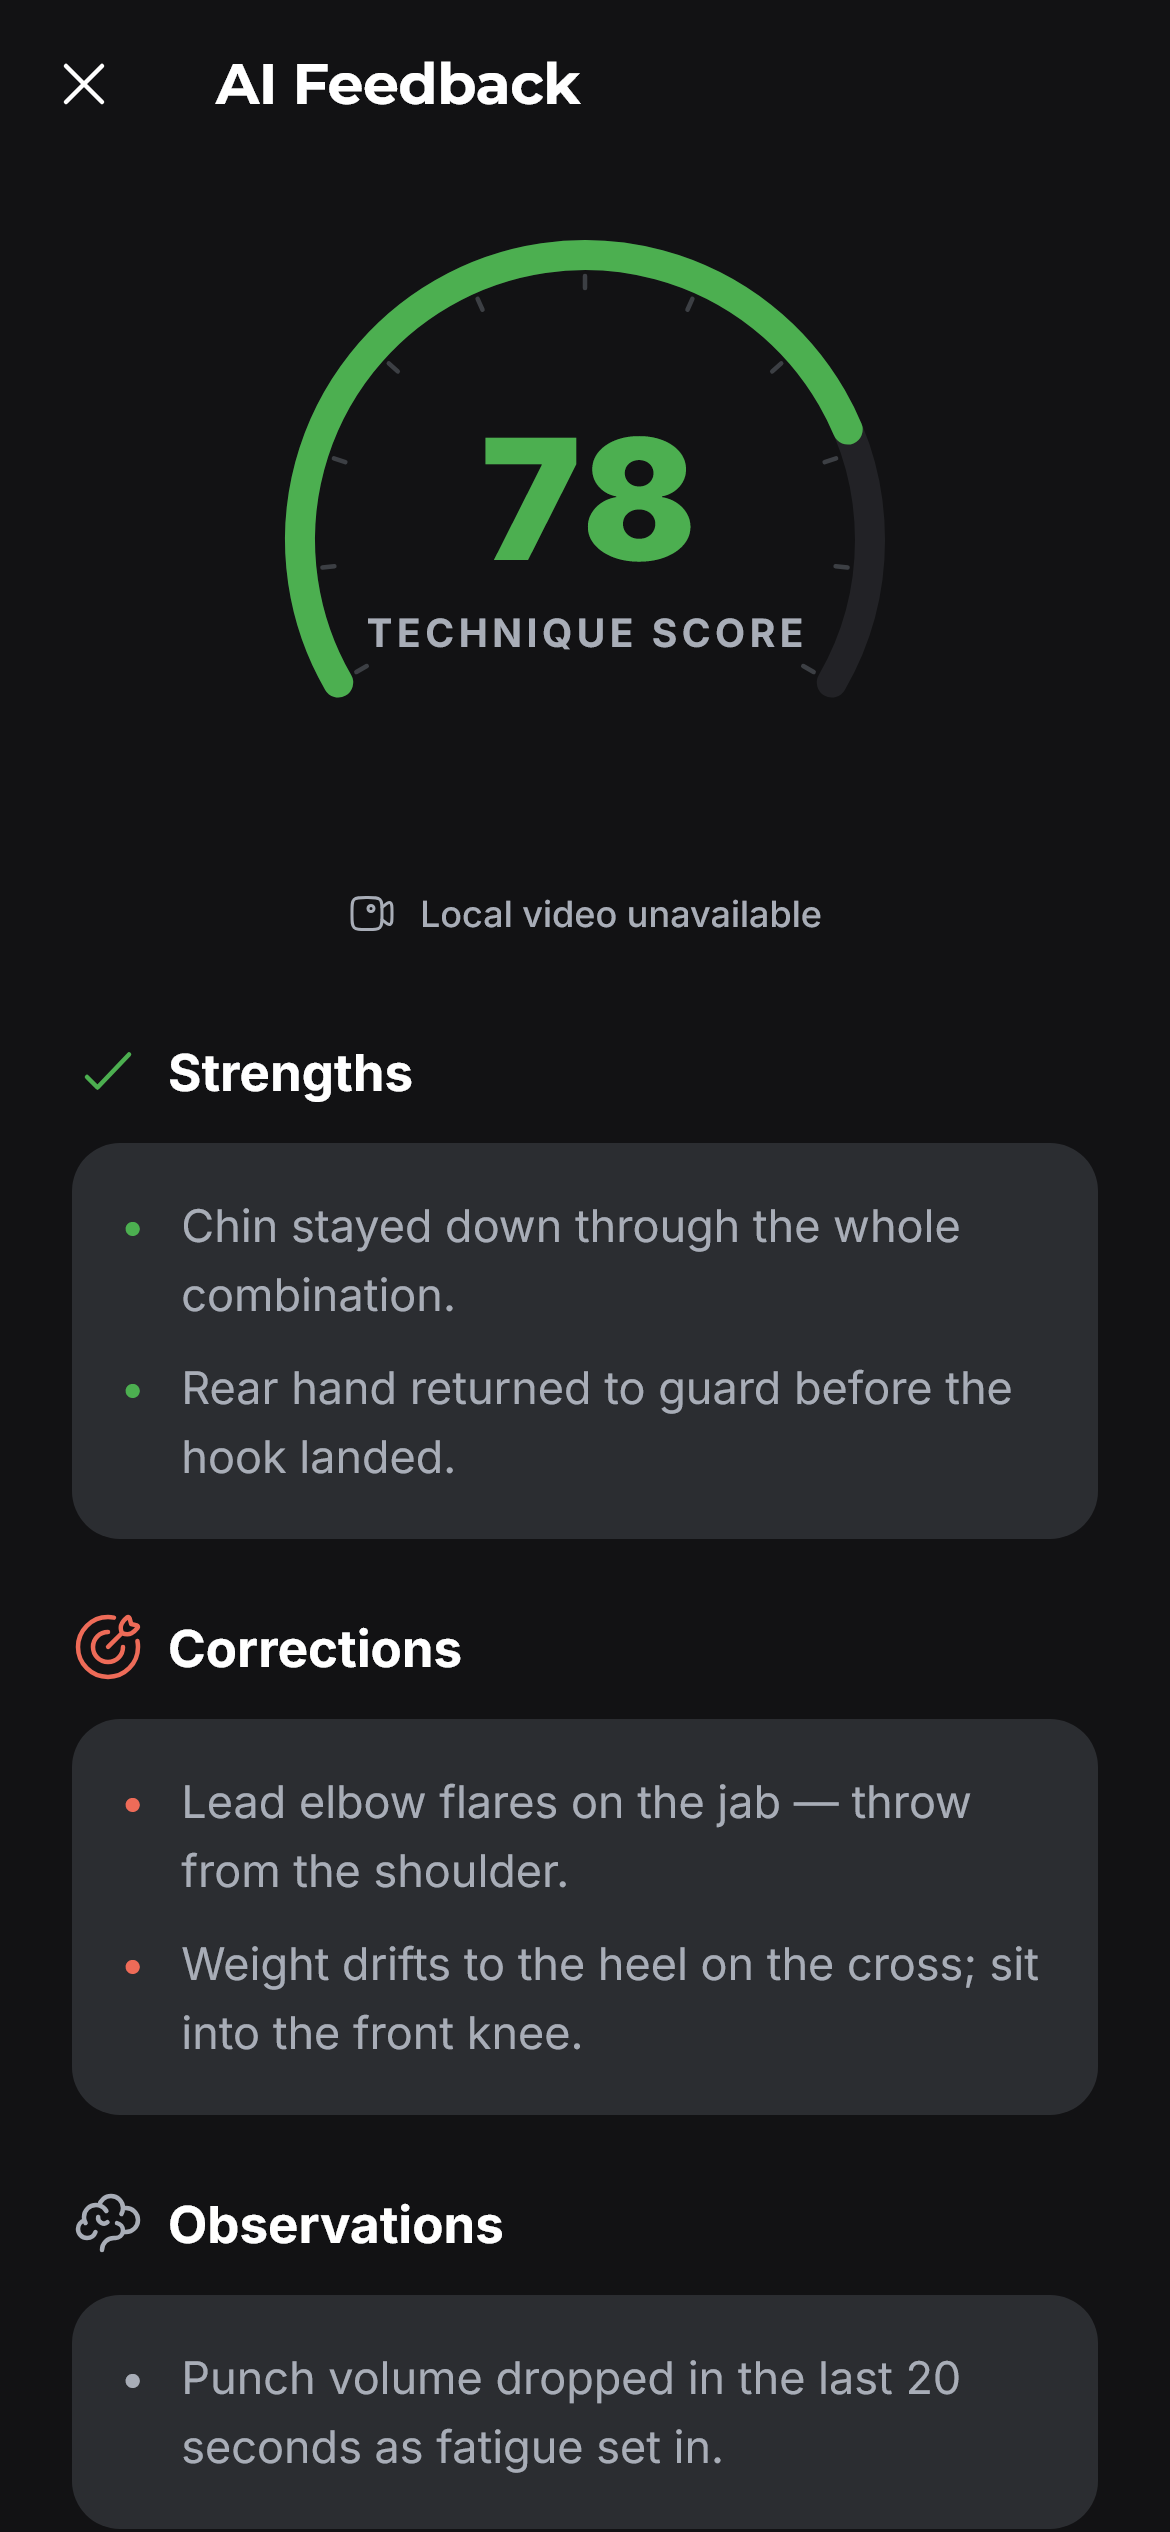 AI Feedback
78
TECHNIQUE SCORE
Local video unavailable
Strengths
• Chin stayed down through the whole
combination.
• Rear hand returned to guard before the
hook landed.
Corrections
• Lead elbow flares on the jab — throw
from the shoulder.
• Weight drifts to the heel on the cross; sit
into the front knee.
Observations
• Punch volume dropped in the last 20
seconds as fatigue set in.